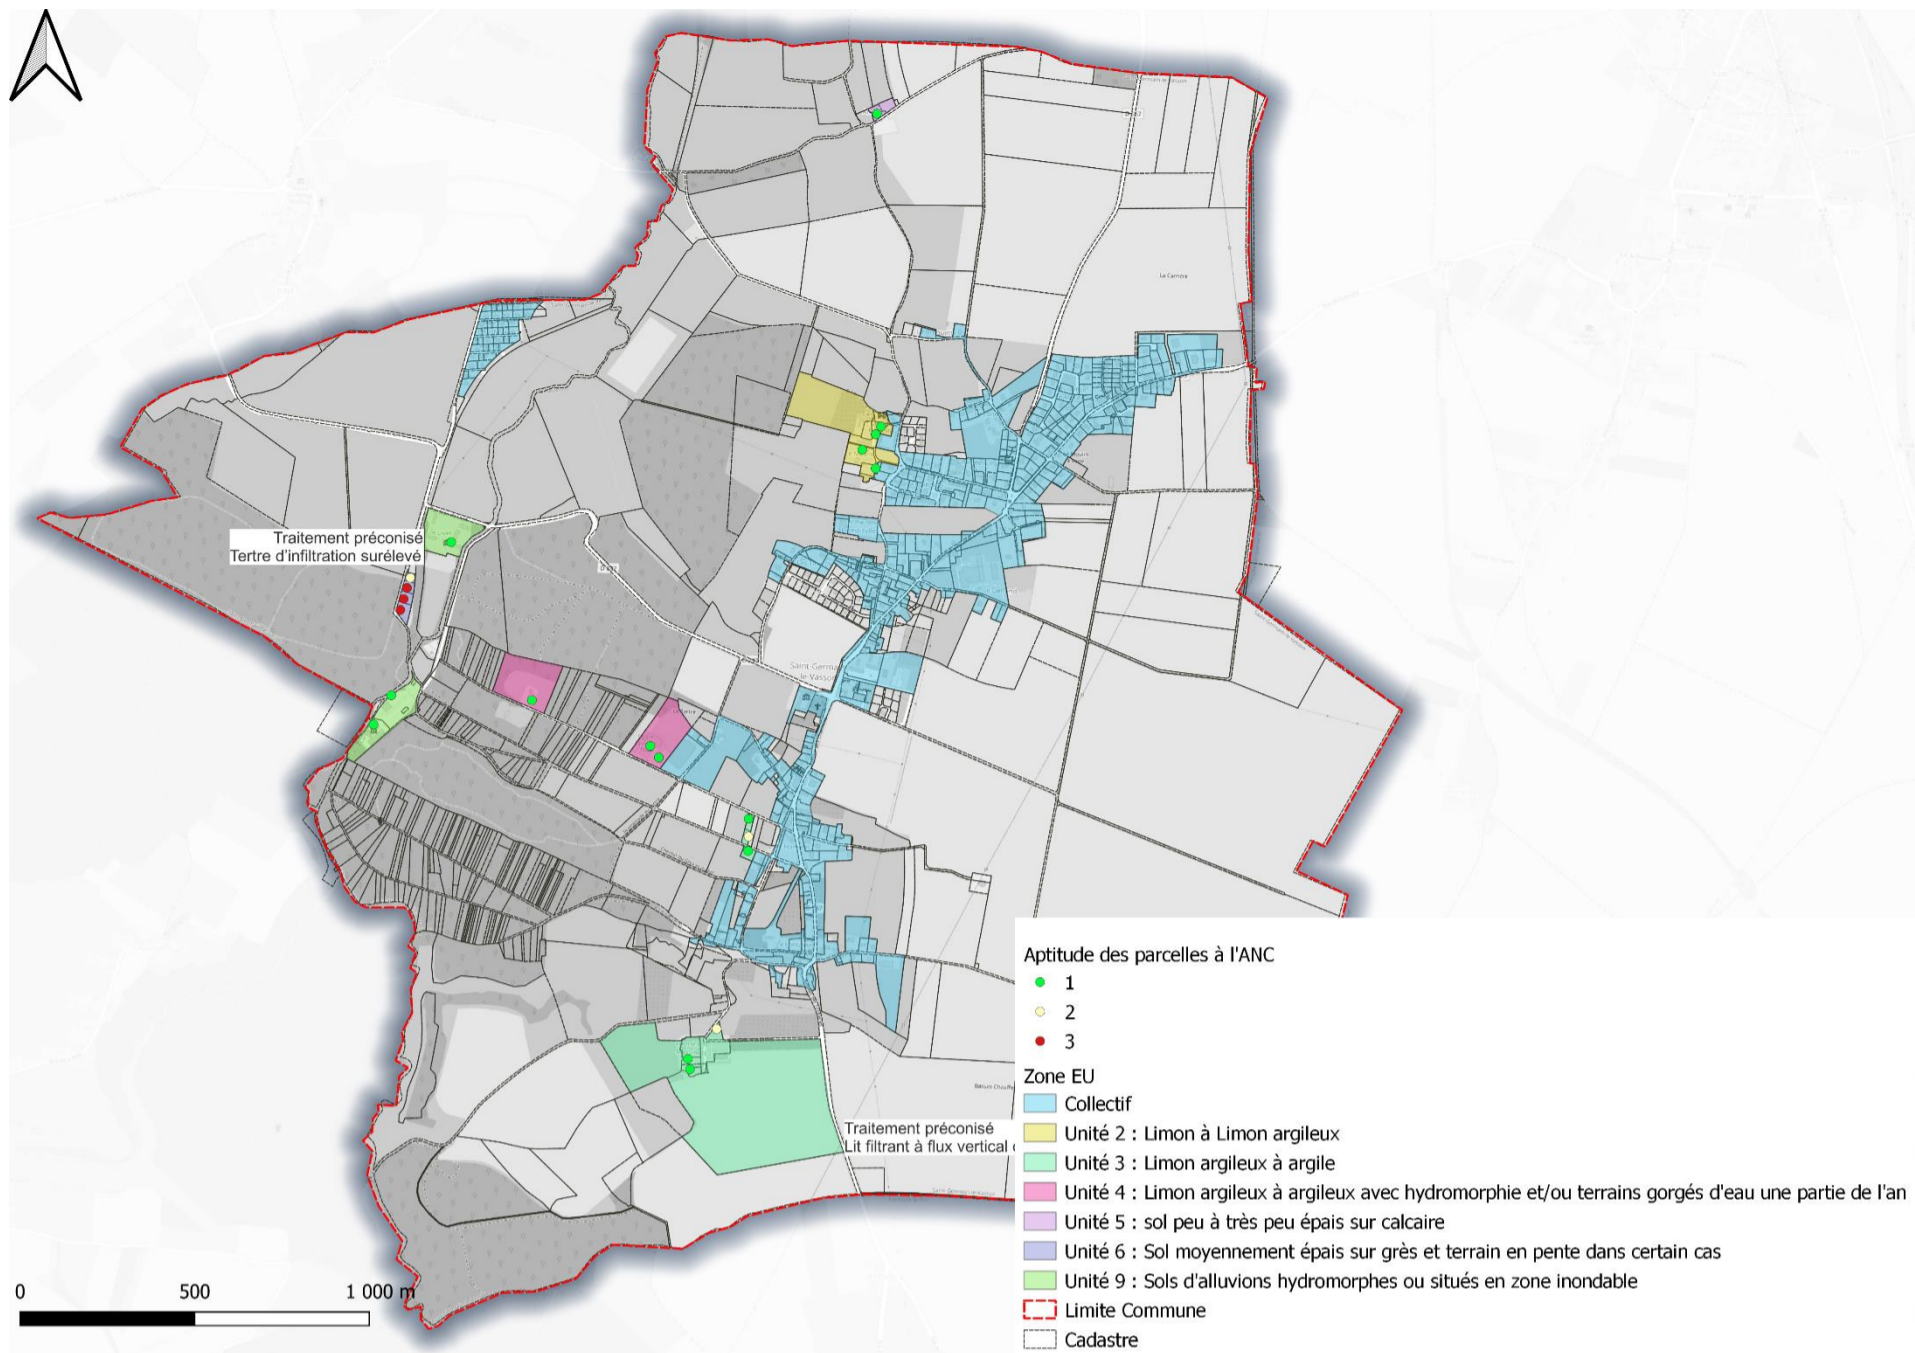 La Carrière
Traitement préconisé
Tertre d'infiltration surélevé
Saint-Germain-
le-Vasson
Traitement préconisé
Lit filtrant à flux vertical
0 500 1 000 m
Aptitude des parcelles à l'ANC
1
2
3
Zone EU
Collectif
Unité 2 : Limon à Limon argileux
Unité 3 : Limon argileux à argile
Unité 4 : Limon argileux à argileux avec hydromorphie et/ou terrains gorgés d'eau une partie de l'an
Unité 5 : sol peu à très peu épais sur calcaire
Unité 6 : Sol moyennement épais sur grès et terrain en pente dans certain cas
Unité 9 : Sols d'alluvions hydromorphes ou situés en zone inondable
Limite Commune
Cadastre